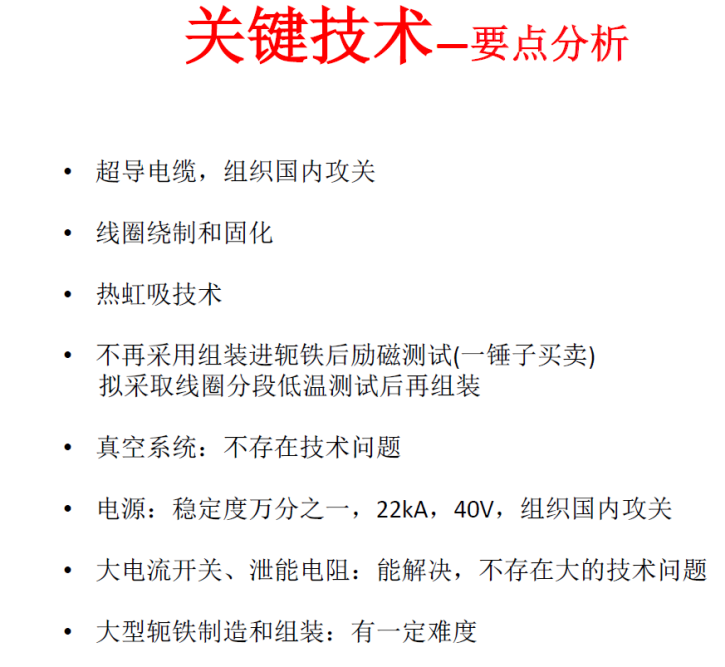 关键技术—要点分析
• 超导电缆，组织国内攻关
• 线圈绕制和固化
• 热虹吸技术
• 不再采用组装进轭铁后励磁测试(一锤子买卖)
拟采取线圈分段低温测试后再组装
• 真空系统：不存在技术问题
• 电源：稳定度万分之一，22kA，40V，组织国内攻关
• 大电流开关、泄能电阻：能解决，不存在大的技术问题
• 大型轭铁制造和组装：有一定难度